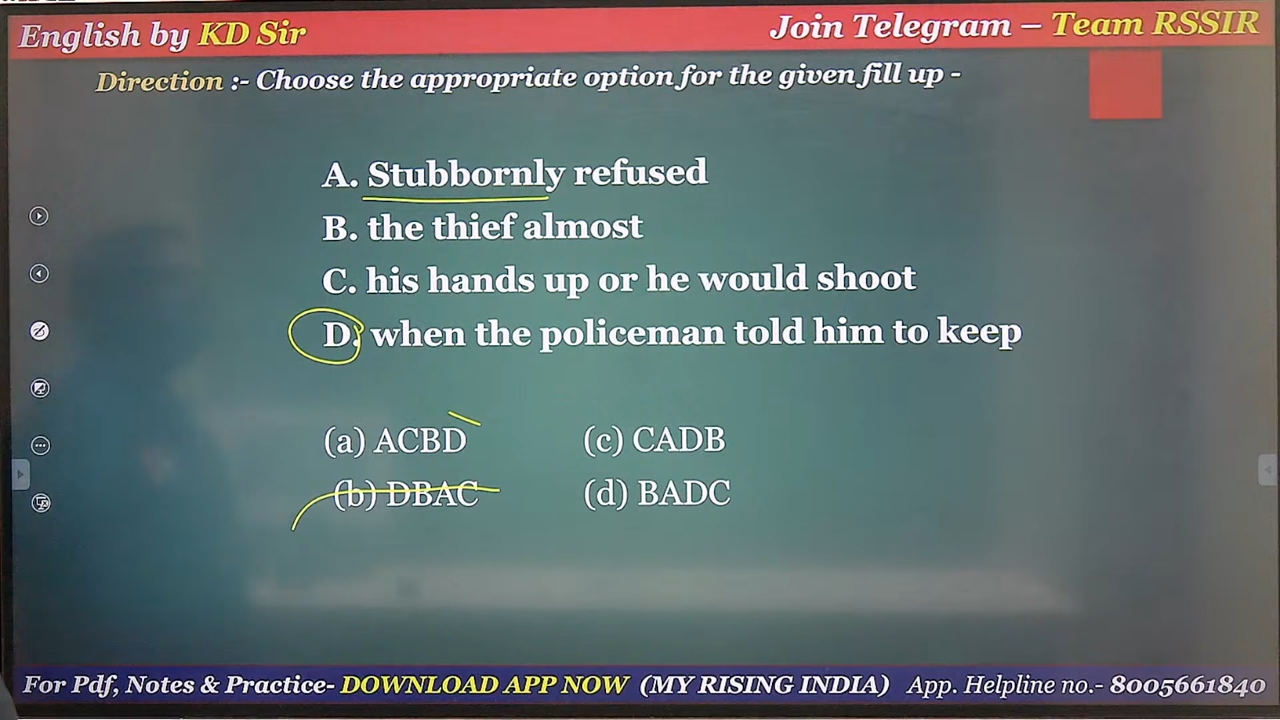 English by KD Sir
Join Telegram – Team RSSIR
Direction :- Choose the appropriate option for the given fill up -
A. Stubbornly refused
B. the thief almost
C. his hands up or he would shoot
D. when the policeman told him to keep
(a) ACBD
(c) CADB
(b) DBAC
(d) BADC
For Pdf, Notes & Practice- DOWNLOAD APP NOW (MY RISING INDIA) App. Helpline no.- 8005661840